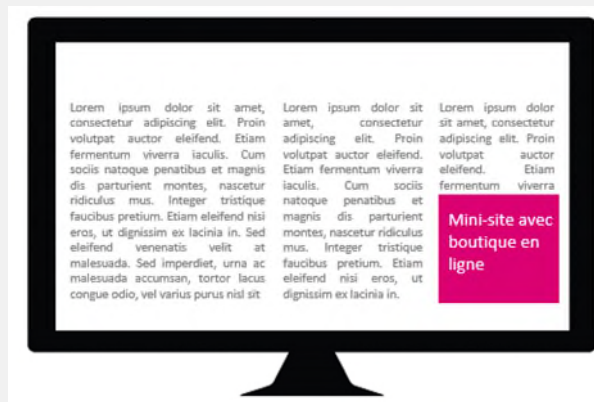 Lorem ipsum dolor sit amet,
consectetur adipiscing elit. Proin
volutpat auctor eleifend. Etiam
fermentum viverra iaculis. Cum
sociis natoque penatibus et magnis
dis parturient montes, nascetur
ridiculus mus. Integer tristique
faucibus pretium. Etiam eleifend nisi
eros, ut dignissim ex lacinia in. Sed
eleifend venenatis velit at
malesuada. Sed imperdiet, urna ac
malesuada accumsan, tortor lacus
congue odio, vel varius purus nisl sit
Lorem ipsum dolor sit
amet, consectetur
adipiscing elit. Proin
volutpat auctor eleifend.
Etiam fermentum viverra
iaculis. Cum sociis
natoque penatibus et
magnis dis parturient
montes, nascetur ridiculus
mus. Integer tristique
faucibus pretium. Etiam
eleifend nisi eros, ut
dignissim ex lacinia in.
Lorem ipsum dolor
sit amet, consectetur
adipiscing elit. Proin
volutpat auctor
eleifend. Etiam
fermentum viverra
Mini-site avec
boutique en
ligne